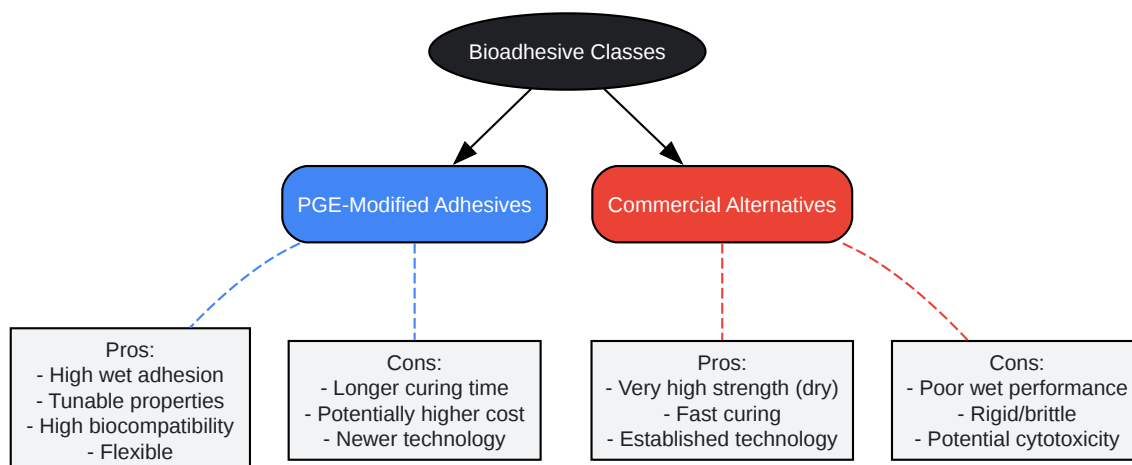 Bioadhesive Classes
PGE-Modified Adhesives
Commercial Alternatives
Pros:
- High wet adhesion
- Tunable properties
- High biocompatibility
- Flexible
Cons:
- Longer curing time
- Potentially higher cost
- Newer technology
Pros:
- Very high strength (dry)
- Fast curing
- Established technology
Cons:
- Poor wet performance
- Rigid/brittle
- Potential cytotoxicity